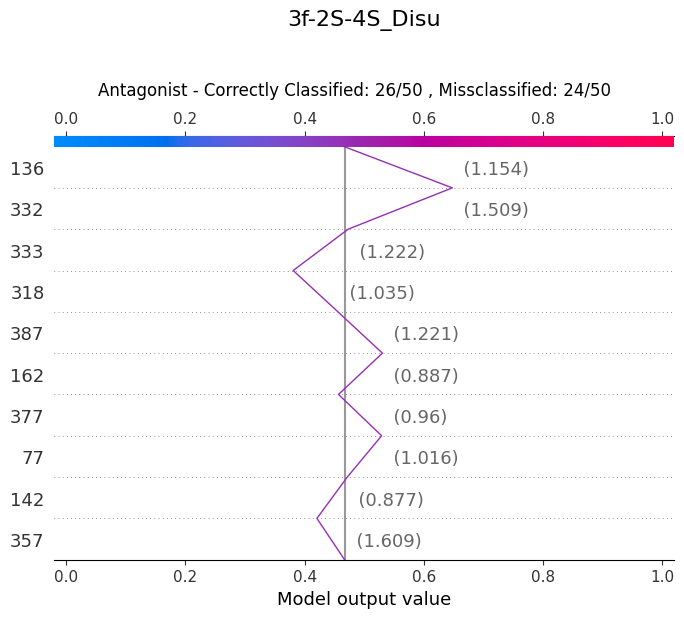 3f-2S-4S_Disu
Antagonist - Correctly Classified: 26/50 , Missclassified: 24/50
0.0 0.2 0.4 0.6 0.8 1.0
136 (1.154)
332 (1.509)
333 (1.222)
318 (1.035)
387 (1.221)
162 (0.887)
377 (0.96)
77 (1.016)
142 (0.877)
357 (1.609)
0.0 0.2 0.4 0.6 0.8 1.0
Model output value